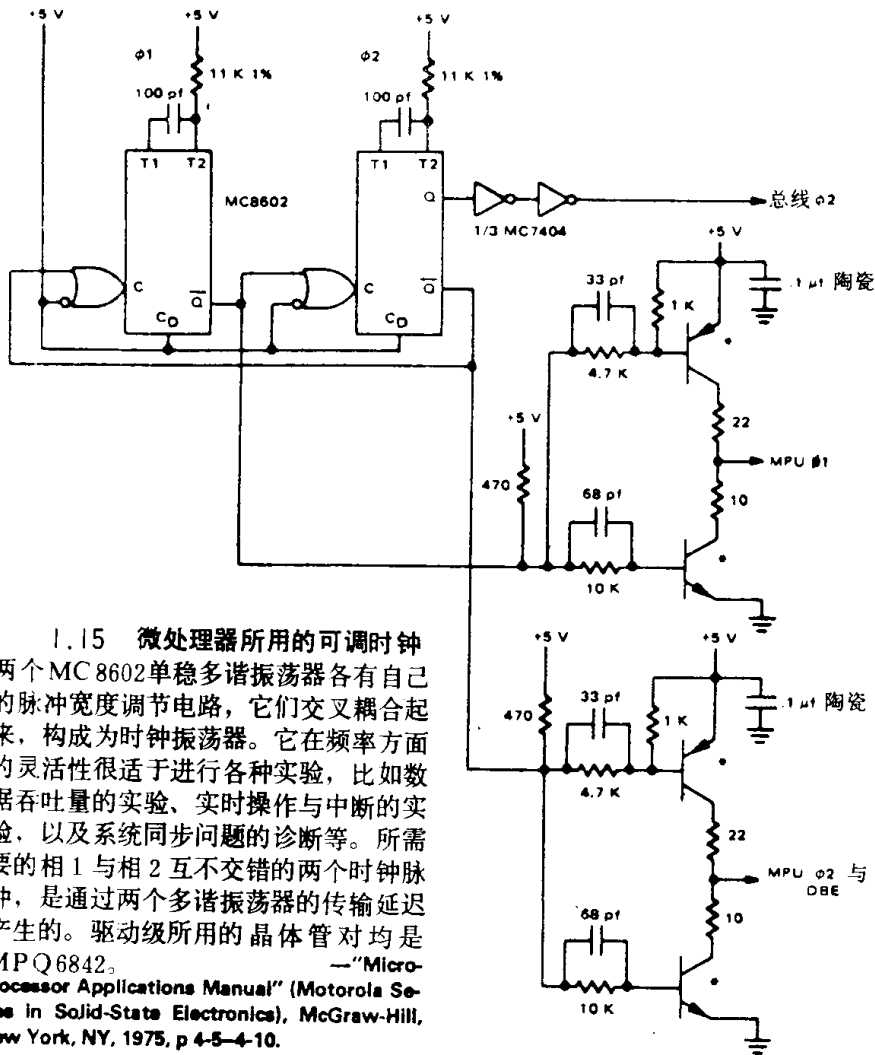 +5 V +5 V +5 V
ϕ1 ϕ2
11 K 1% 11 K 1%
100 pf 100 pf
T1 T2 T1 T2
MC8602
Q
总线 ϕ2
1/3 MC7404
+5 V
C Q̅ C Q̅
33 pf
.1 μf 陶瓷
1 K
CD CD
*
4.7 K
+5 V
22
MPU ϕ1
470
68 pf
10
*
10 K
1.15 微处理器所用的可调时钟
两个MC8602单稳多谐振荡器各有自己
的脉冲宽度调节电路，它们交叉耦合起
来，构成为时钟振荡器。它在频率方面
的灵活性很适于进行各种实验，比如数
据吞吐量的实验、实时操作与中断的实
验，以及系统同步问题的诊断等。所需
要的相1与相2互不交错的两个时钟脉
冲，是通过两个多谐振荡器的传输延迟
产生的。驱动级所用的晶体管对均是
MPQ6842。 —"Micro-
ocessor Applications Manual" (Motorola Se-
es in Solid-State Electronics), McGraw-Hill,
ew York, NY, 1975, p 4-5—4-10.
+5 V +5 V
470
33 pf
1 K
.1 μf 陶瓷
*
4.7 K
22
MPU ϕ2 与
DBE
10
68 pf
*
10 K